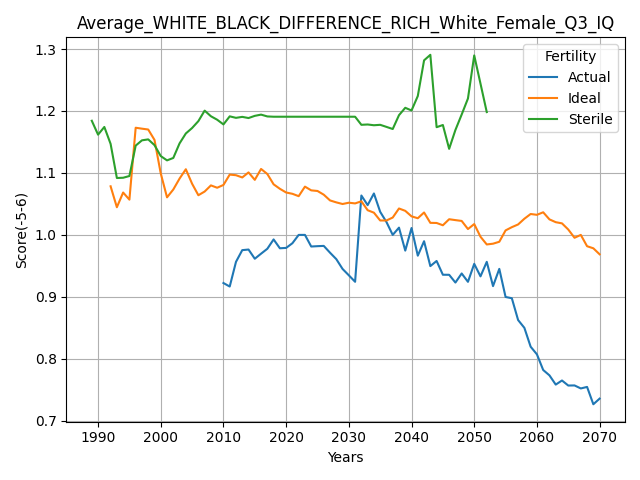 Average_WHITE_BLACK_DIFFERENCE_RICH_White_Female_Q3_IQ
Fertility
Actual
Ideal
Sterile
Score(-5-6)
1.3
1.2
1.1
1.0
0.9
0.8
0.7
1990 2000 2010 2020 2030 2040 2050 2060 2070
Years